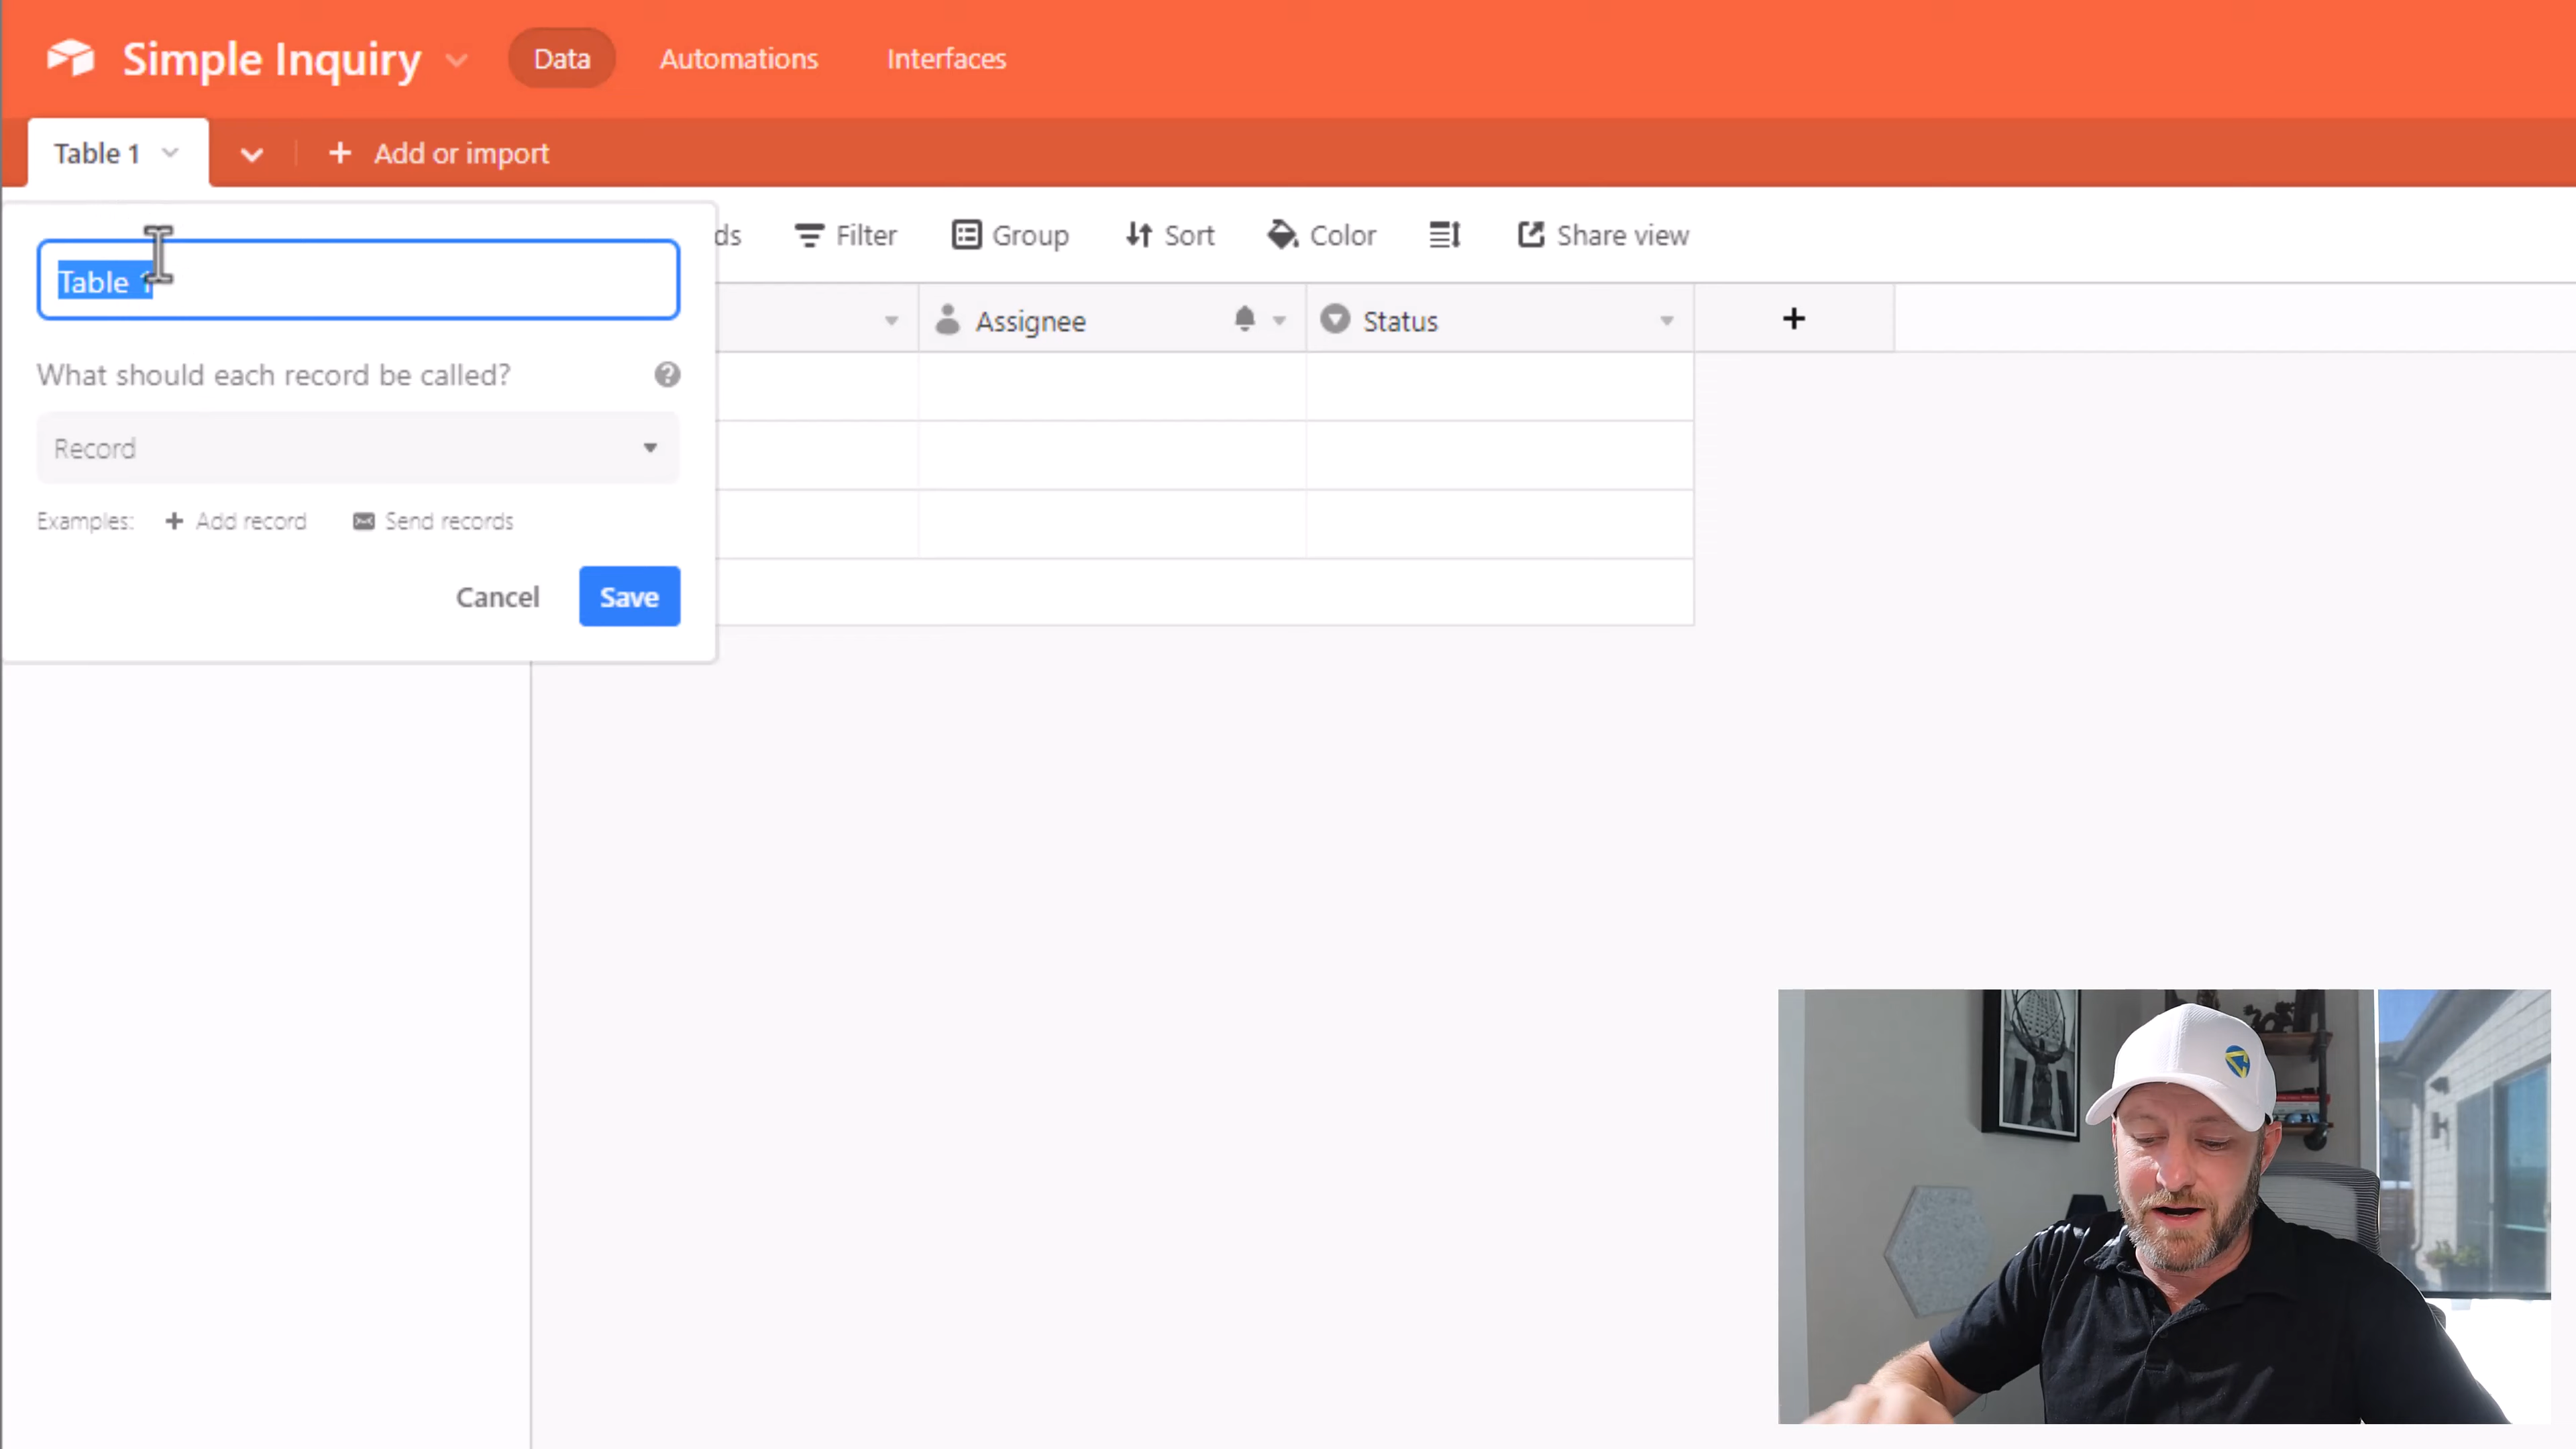 Simple Inquiry
Data
Automations
Interfaces
Table 1
+ Add or import
ds
Filter
Group
Sort
Color
Share view
Table 1
Assignee
Status
+
What should each record be called?
Record
Examples: + Add record Send records
Cancel
Save